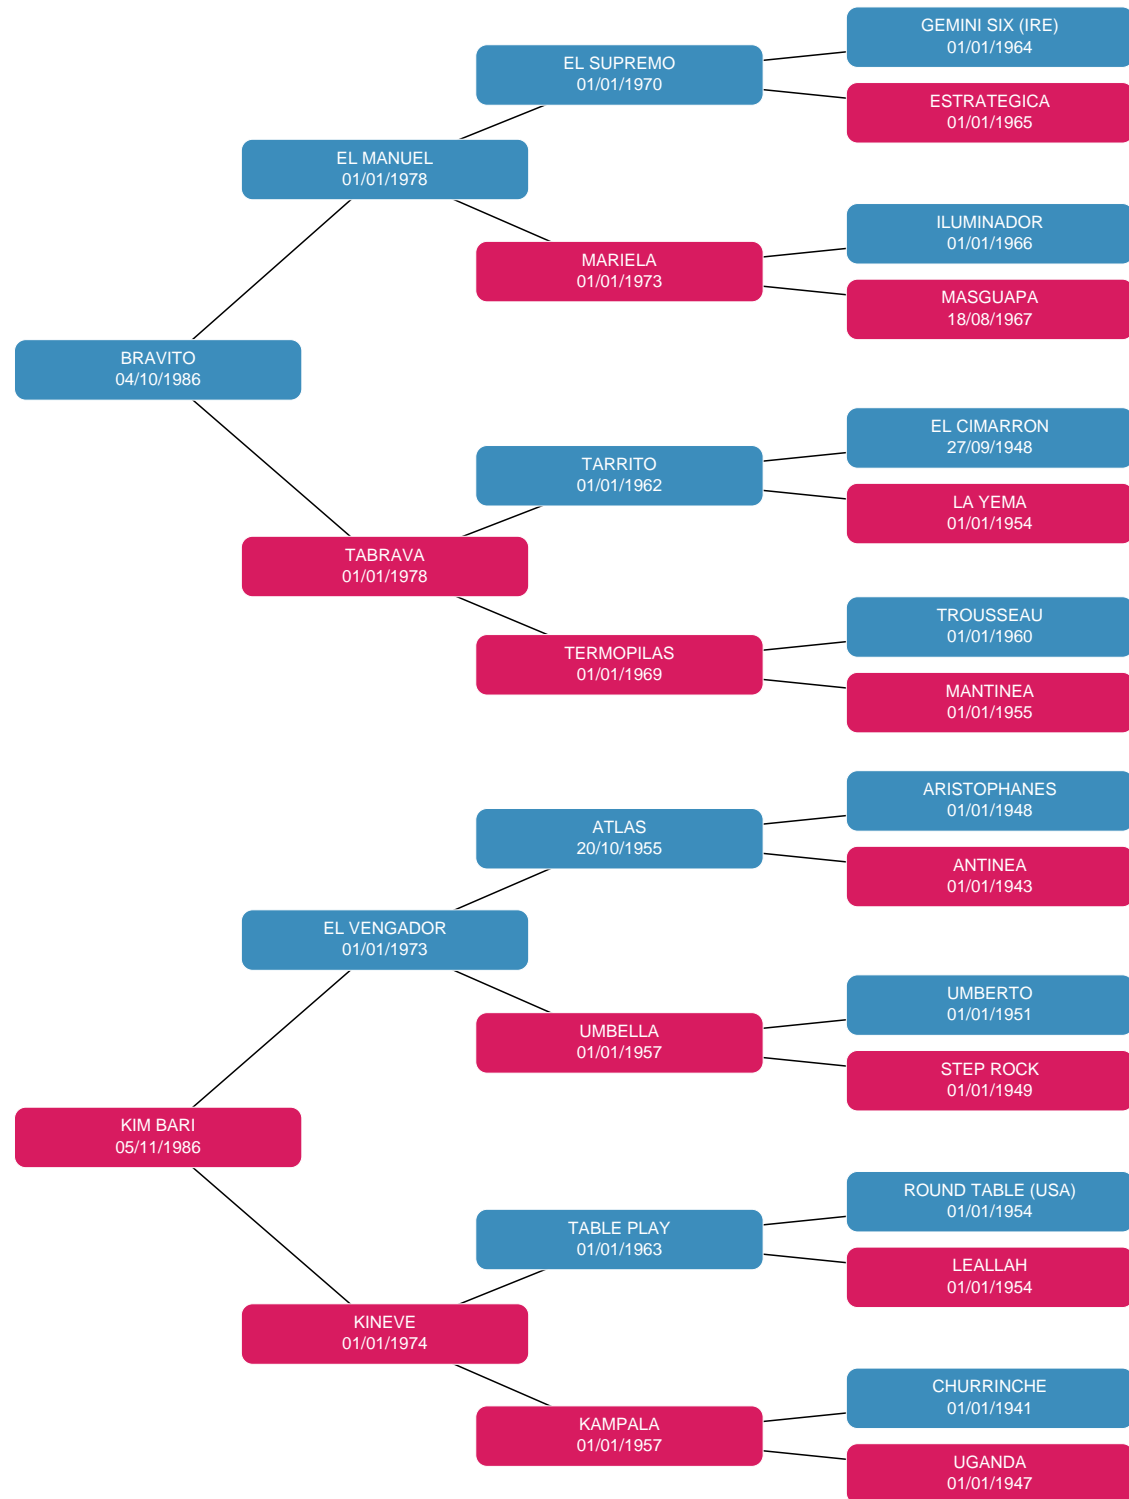 GEMINI SIX (IRE)
01/01/1964
EL SUPREMO
01/01/1970
ESTRATEGICA
01/01/1965
EL MANUEL
01/01/1978
ILUMINADOR
01/01/1966
MARIELA
01/01/1973
MASGUAPA
18/08/1967
BRAVITO
04/10/1986
EL CIMARRON
27/09/1948
TARRITO
01/01/1962
LA YEMA
01/01/1954
TABRAVA
01/01/1978
TROUSSEAU
01/01/1960
TERMOPILAS
01/01/1969
MANTINEA
01/01/1955
ARISTOPHANES
01/01/1948
ATLAS
20/10/1955
ANTINEA
01/01/1943
EL VENGADOR
01/01/1973
UMBERTO
01/01/1951
UMBELLA
01/01/1957
STEP ROCK
01/01/1949
KIM BARI
05/11/1986
ROUND TABLE (USA)
01/01/1954
TABLE PLAY
01/01/1963
LEALLAH
01/01/1954
KINEVE
01/01/1974
CHURRINCHE
01/01/1941
KAMPALA
01/01/1957
UGANDA
01/01/1947